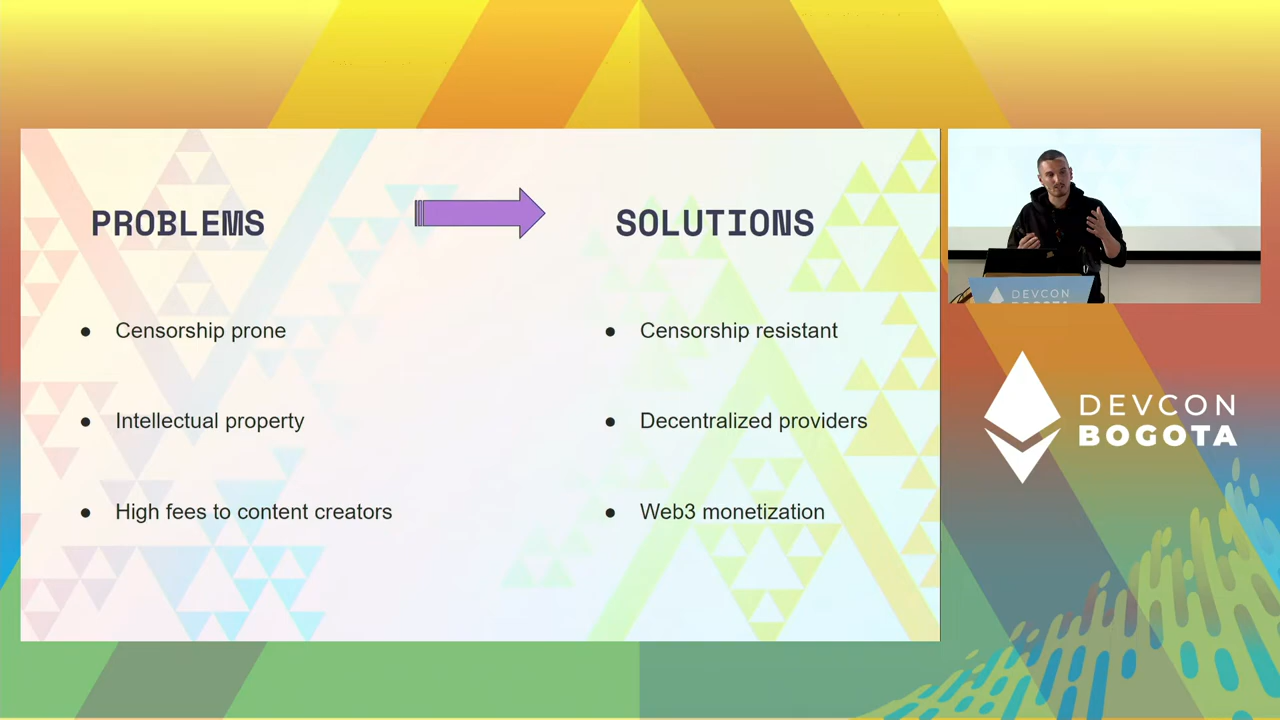 PROBLEMS
SOLUTIONS
● Censorship prone
● Intellectual property
● High fees to content creators
● Censorship resistant
● Decentralized providers
● Web3 monetization
DEVCON
DEVCON
BOGOTA